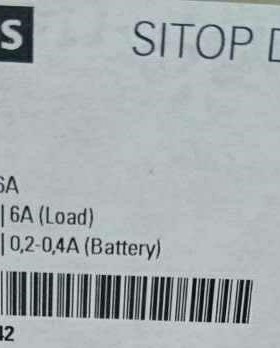 S
SITOP D
6A
| 6A (Load)
| 0,2-0,4A (Battery)
42